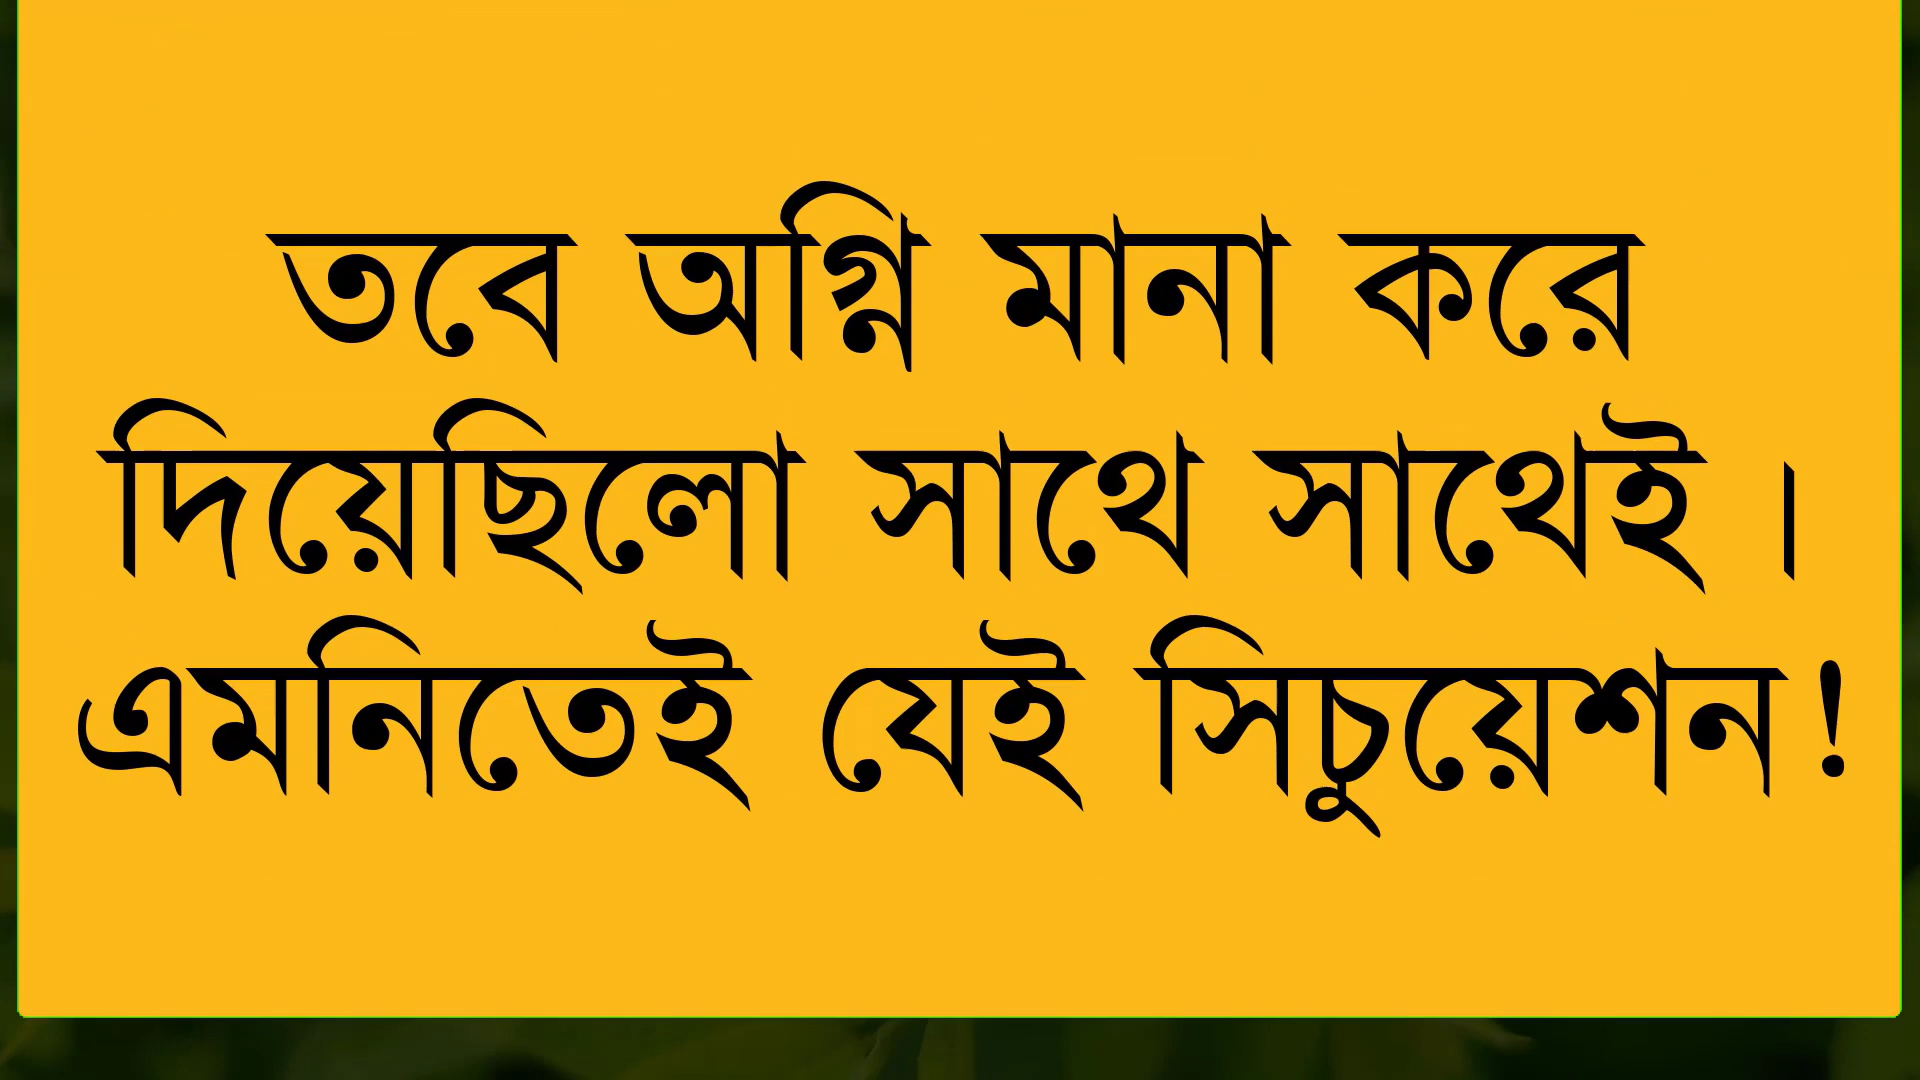 তবে অগ্নি মানা করে
দিয়েছিলো সাথে সাথেই ।
এমনিতেই যেই সিচুয়েশন!